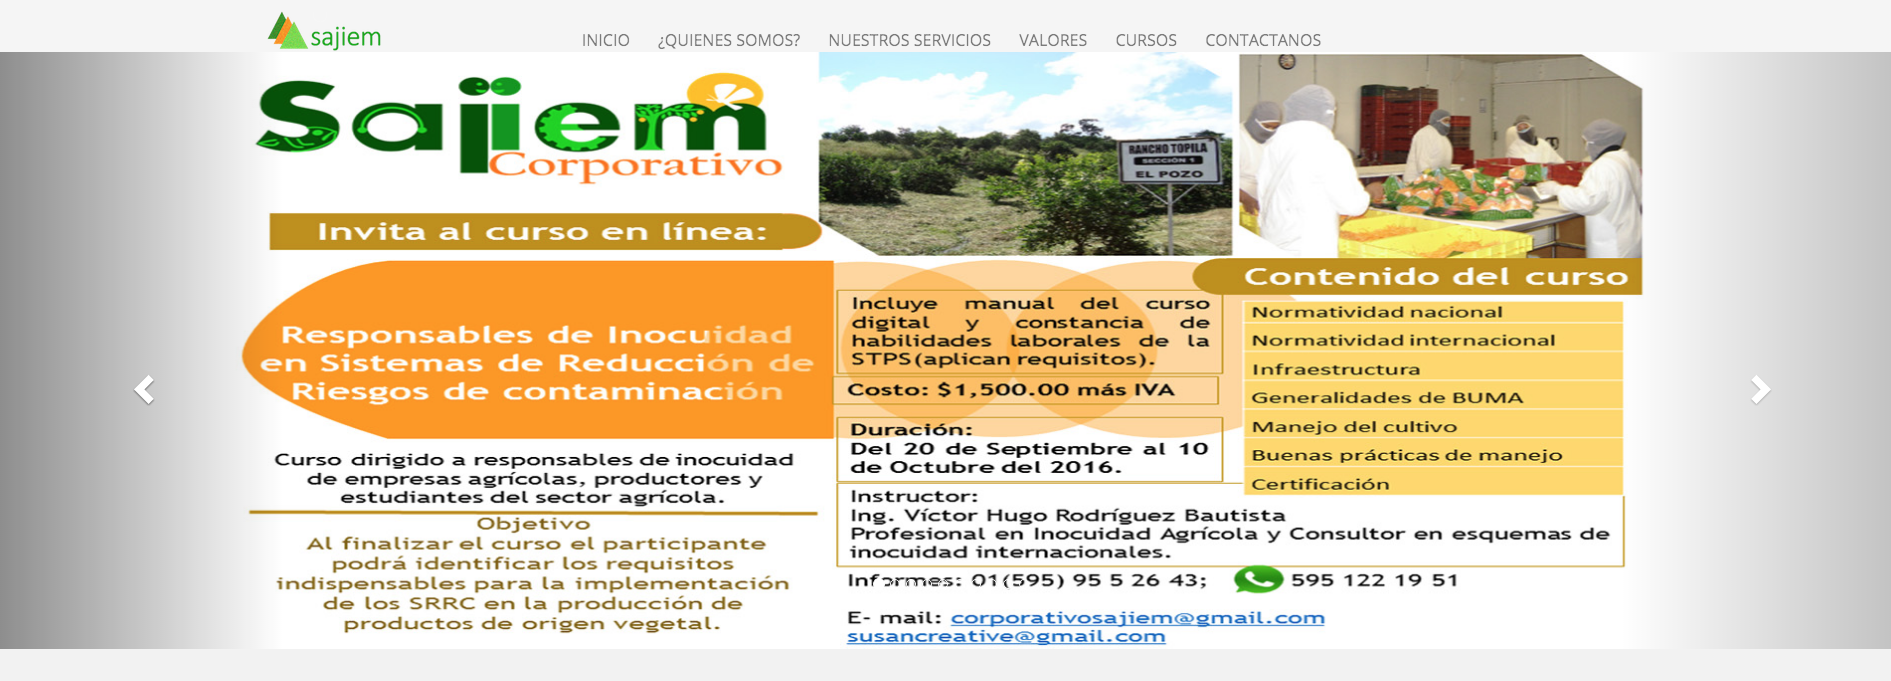 sajiem
INICIO ¿QUIENES SOMOS? NUESTROS SERVICIOS VALORES CURSOS CONTACTANOS
Sajiem
Corporativo
Invita al curso en línea:
Responsables de Inocuidad
en Sistemas de Reducción de
Riesgos de contaminación
Curso dirigido a responsables de inocuidad
de empresas agrícolas, productores y
estudiantes del sector agrícola.
Objetivo
Al finalizar el curso el participante
podrá identificar los requisitos
indispensables para la implementación
de los SRRC en la producción de
productos de origen vegetal.
RANCHO TOPILA
SECCIÓN 1
EL POZO
Incluye manual del curso
digital y constancia de
habilidades laborales de la
STPS(aplican requisitos).
Costo: $1,500.00 más IVA
Duración:
Del 20 de Septiembre al 10
de Octubre del 2016.
Contenido del curso
Normatividad nacional
Normatividad internacional
Infraestructura
Generalidades de BUMA
Manejo del cultivo
Buenas prácticas de manejo
Certificación
Instructor:
Ing. Víctor Hugo Rodríguez Bautista
Profesional en Inocuidad Agrícola y Consultor en esquemas de
inocuidad internacionales.
Informes: 01(595) 95 5 26 43; 595 122 19 51
E- mail: corporativosajiem@gmail.com
susancreative@gmail.com